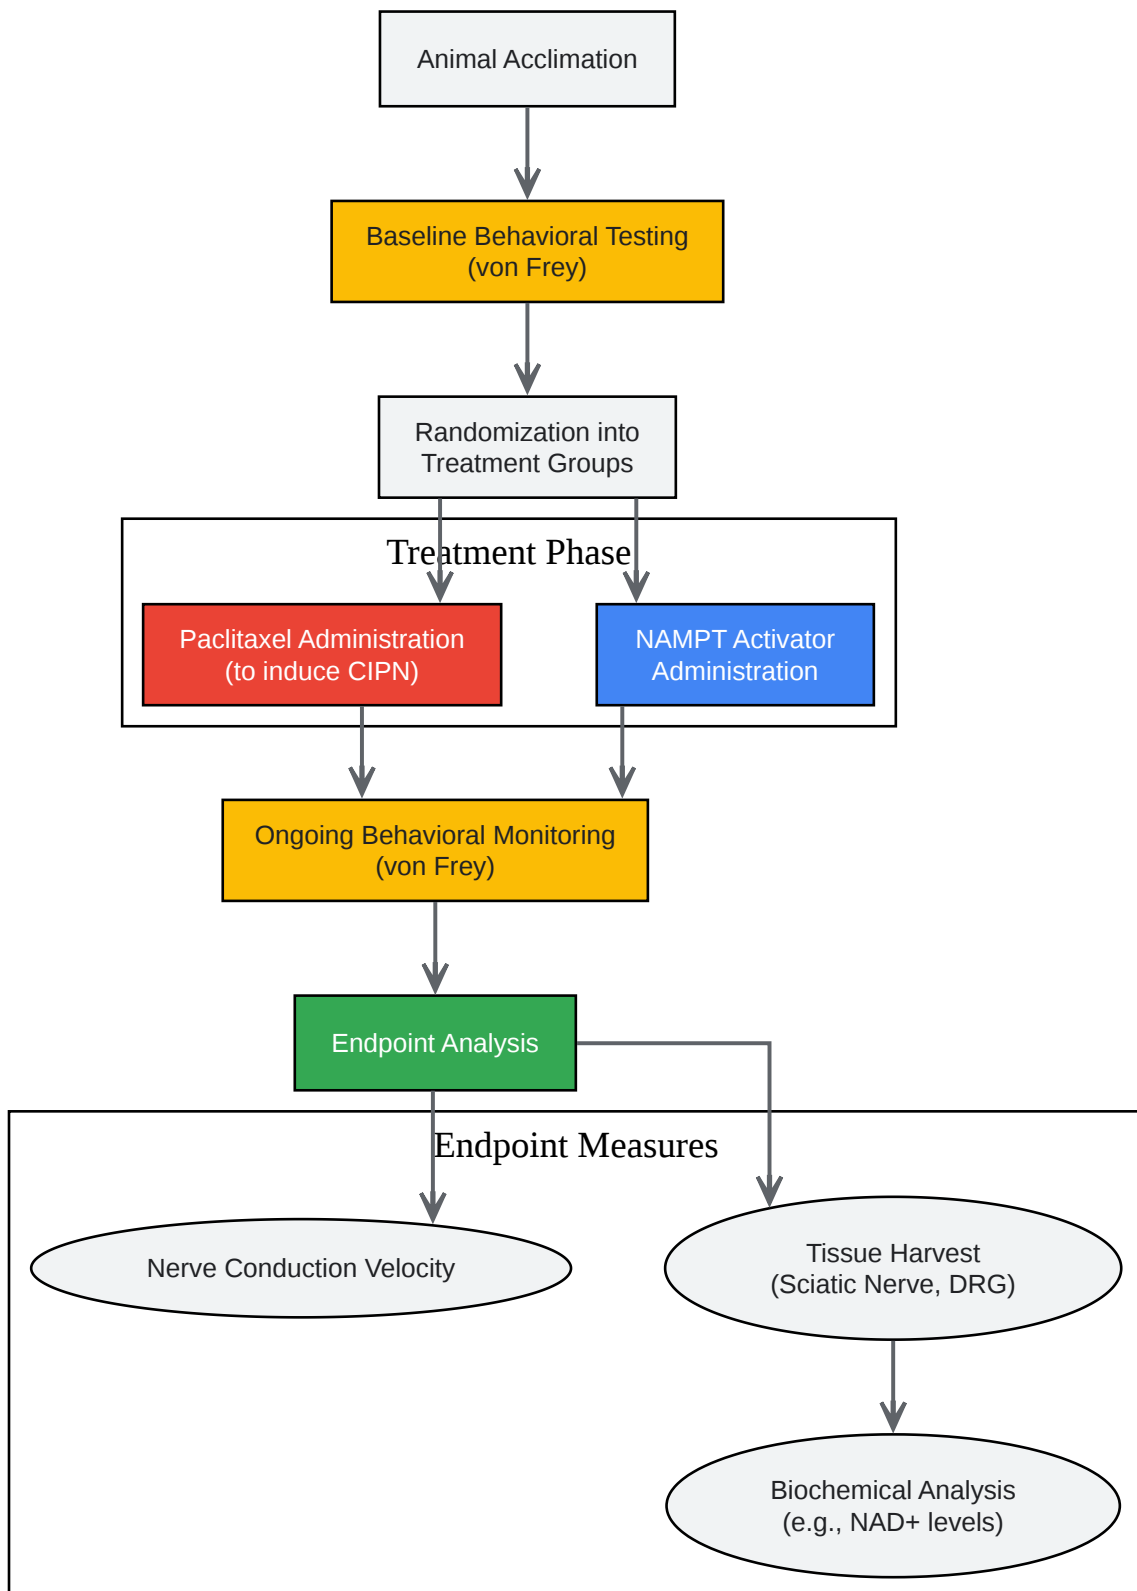 Animal Acclimation
Baseline Behavioral Testing
(von Frey)
Randomization into
Treatment Groups
Treatment Phase
Paclitaxel Administration
(to induce CIPN)
NAMPT Activator
Administration
Ongoing Behavioral Monitoring
(von Frey)
Endpoint Analysis
Endpoint Measures
Nerve Conduction Velocity
Tissue Harvest
(Sciatic Nerve, DRG)
Biochemical Analysis
(e.g., NAD+ levels)